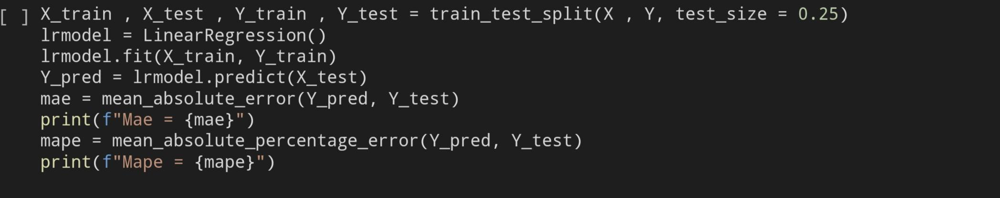 [ ] X_train , X_test , Y_train , Y_test = train_test_split(X , Y, test_size = 0.25)
lrmodel = LinearRegression()
lrmodel.fit(X_train, Y_train)
Y_pred = lrmodel.predict(X_test)
mae = mean_absolute_error(Y_pred, Y_test)
print(f"Mae = {mae}")
mape = mean_absolute_percentage_error(Y_pred, Y_test)
print(f"Mape = {mape}")